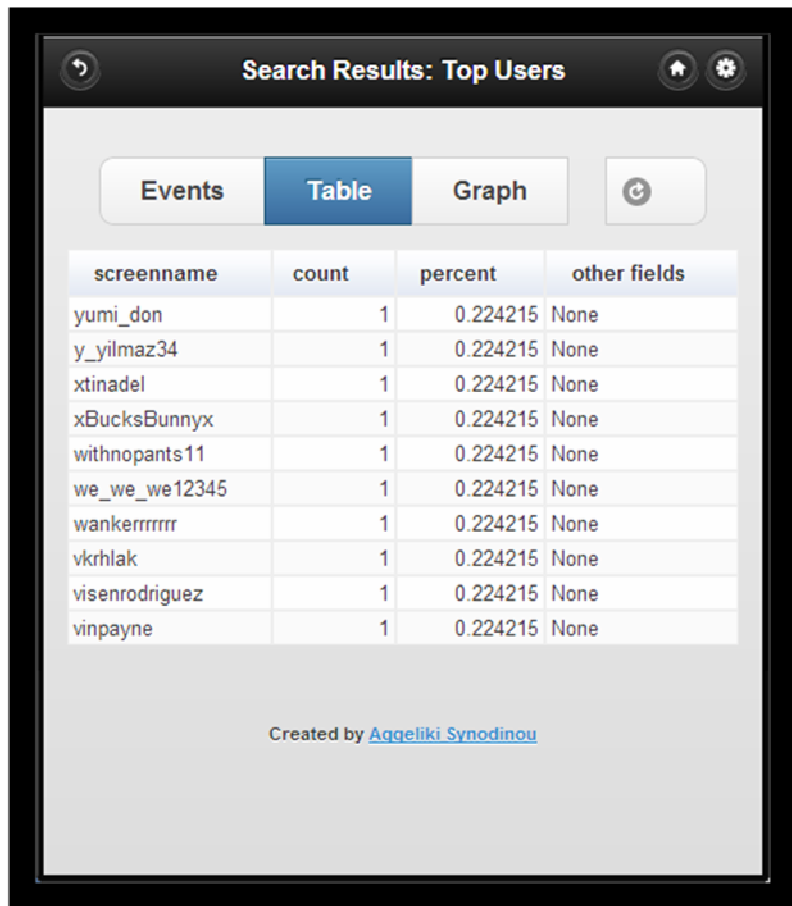 Search Results: Top Users
Events Table Graph
screenname count percent other fields
yumi_don 1 0.224215 None
y_yilmaz34 1 0.224215 None
xtinadel 1 0.224215 None
xBucksBunnyx 1 0.224215 None
withnopants11 1 0.224215 None
we_we_we12345 1 0.224215 None
wankerrrrrrr 1 0.224215 None
vkrhlak 1 0.224215 None
visenrodriguez 1 0.224215 None
vinpayne 1 0.224215 None
Created by Aggeliki Synodinou